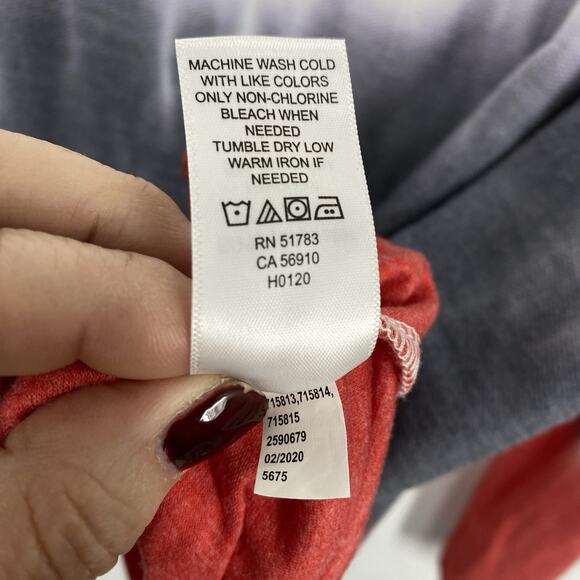 MACHINE WASH COLD
WITH LIKE COLORS
ONLY NON-CHLORINE
BLEACH WHEN
NEEDED
TUMBLE DRY LOW
WARM IRON IF
NEEDED
RN 51783
CA 56910
H0120
715813,715814,
715815
2590679
02/2020
5675